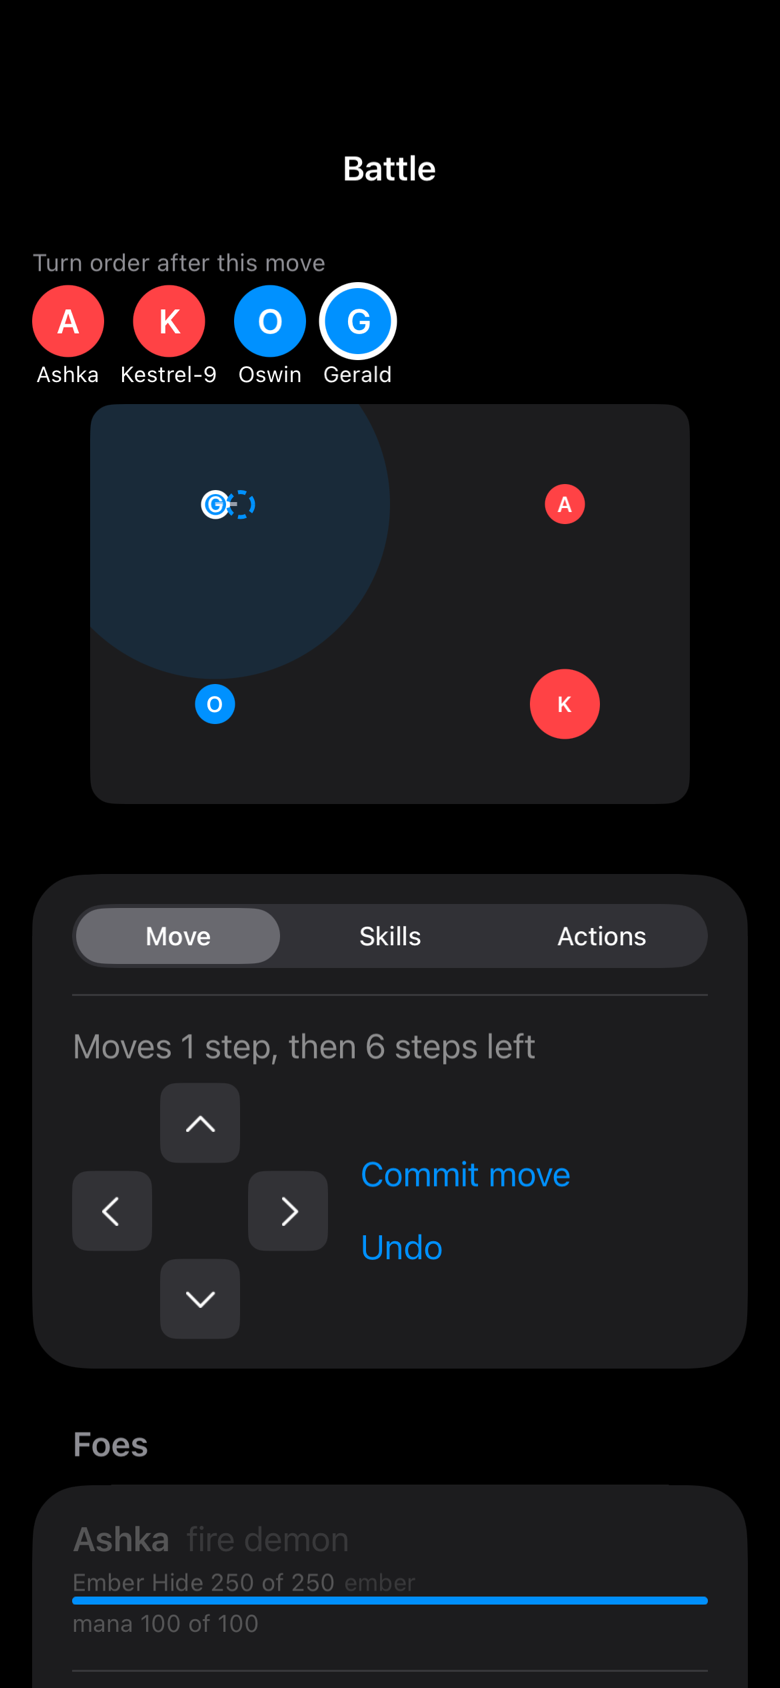 Battle
Turn order after this move
A K O G
Ashka Kestrel-9 Oswin Gerald
G A
O K
Move Skills Actions
Moves 1 step, then 6 steps left
Commit move
Undo
Foes
Ashka fire demon
Ember Hide 250 of 250 ember
mana 100 of 100